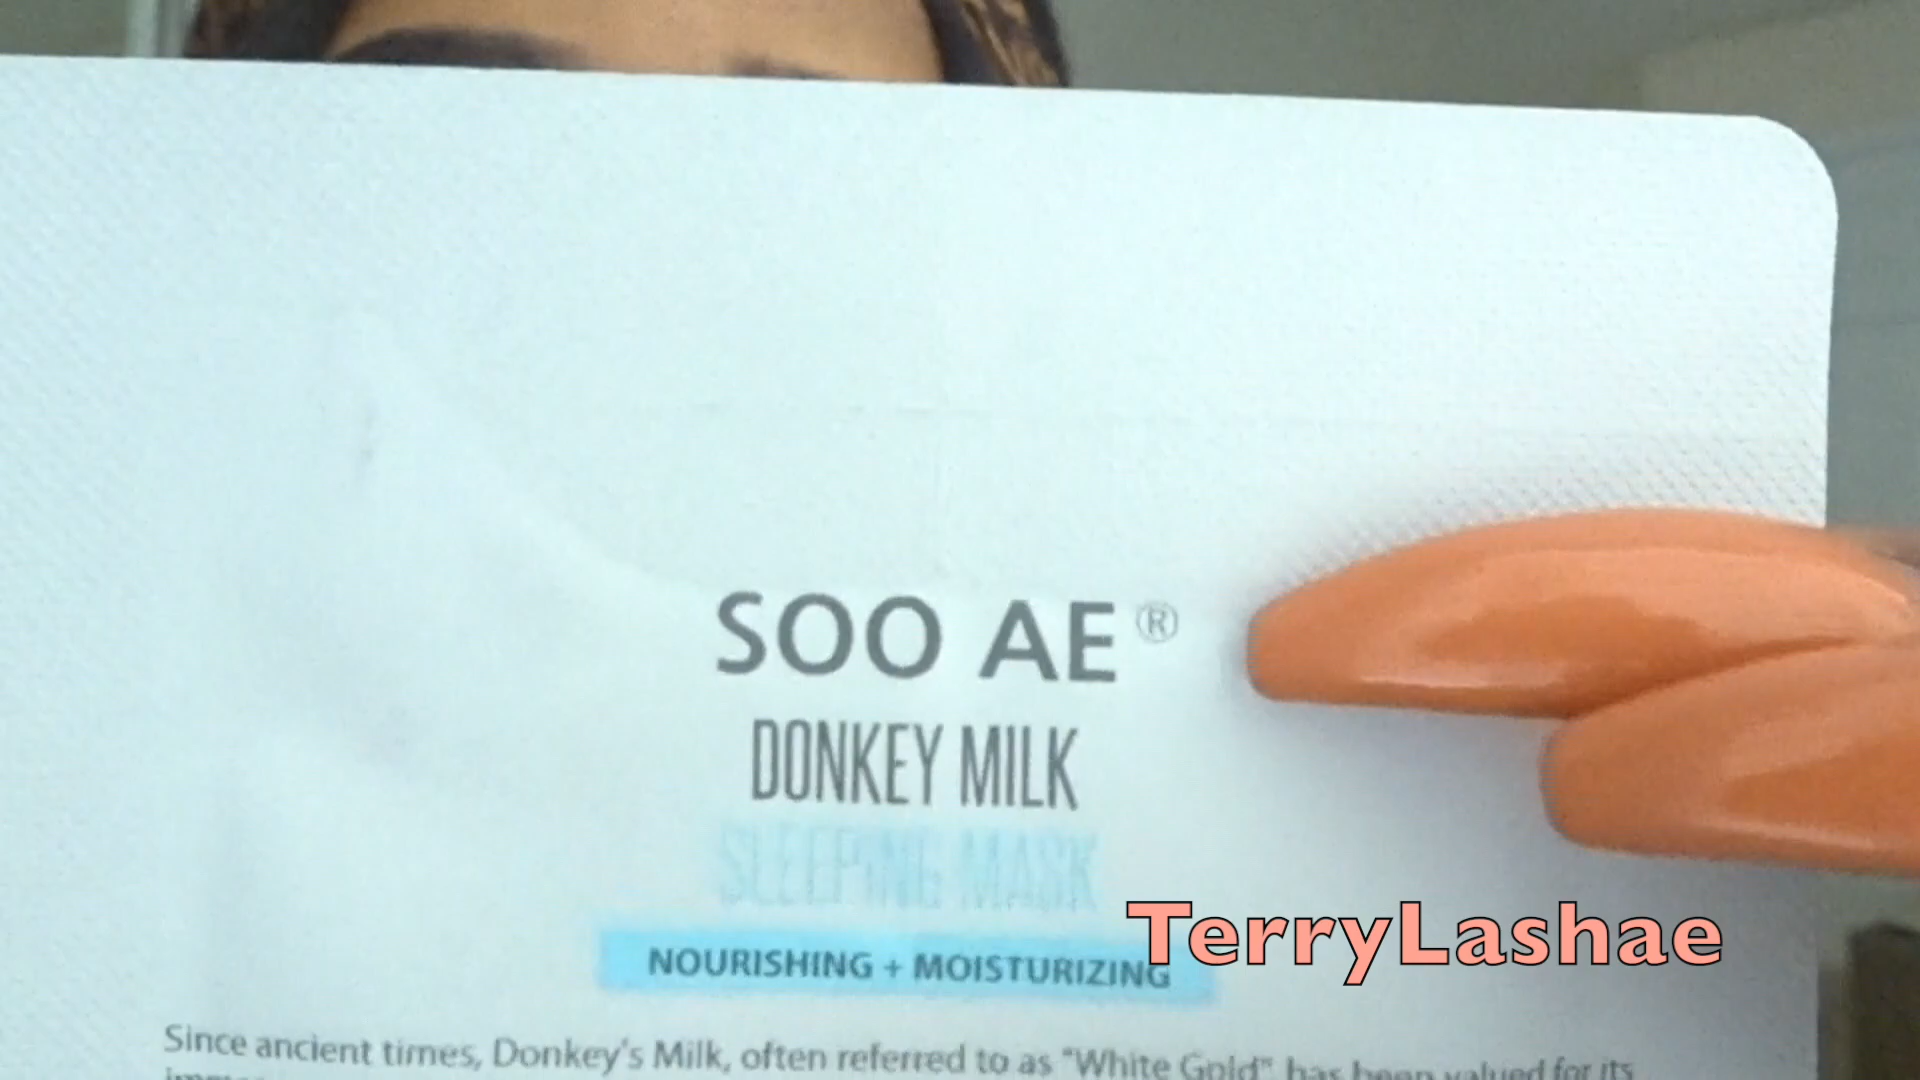 SOO AE®
DONKEY MILK
SLEEPING MASK
NOURISHING + MOISTURIZING
TerryLashae
Since ancient times, Donkey's Milk, often referred to as "White Gold" has been valued for its